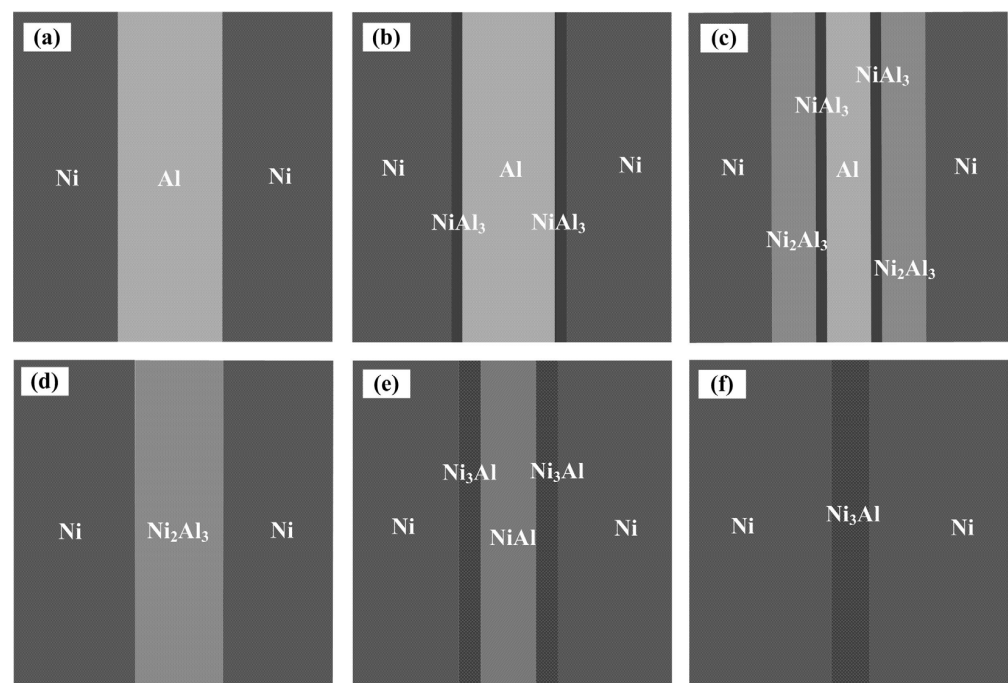 (a)
Ni
Al
Ni
(b)
Ni
Al
Ni
NiAl₃
NiAl₃
(c)
NiAl₃
NiAl₃
Ni
Al
Ni
Ni₂Al₃
Ni₂Al₃
(d)
Ni
Ni₂Al₃
Ni
(e)
Ni₃Al
Ni₃Al
Ni
NiAl
Ni
(f)
Ni
Ni₃Al
Ni